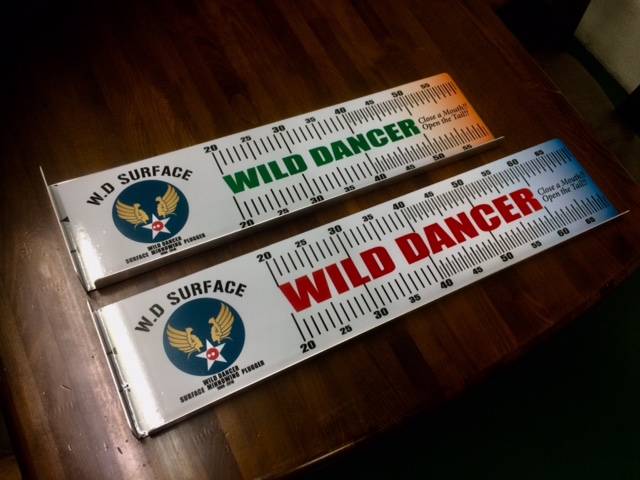 W.D SURFACE
WILD DANCER
SURFACE MINNOWING PLUGGER
20 25 30 35 40 45 50 55
WILD DANCER
Close a Mouth!!
Open the Tail!!
20 25 30 35 40 45 50 55
W.D SURFACE
WILD DANCER
SURFACE MINNOWING PLUGGER
20 25 30 35 40 45 50 55 60 65
WILD DANCER
Close a Mouth!!
Open the Tail!!
20 25 30 35 40 45 50 55 60 65